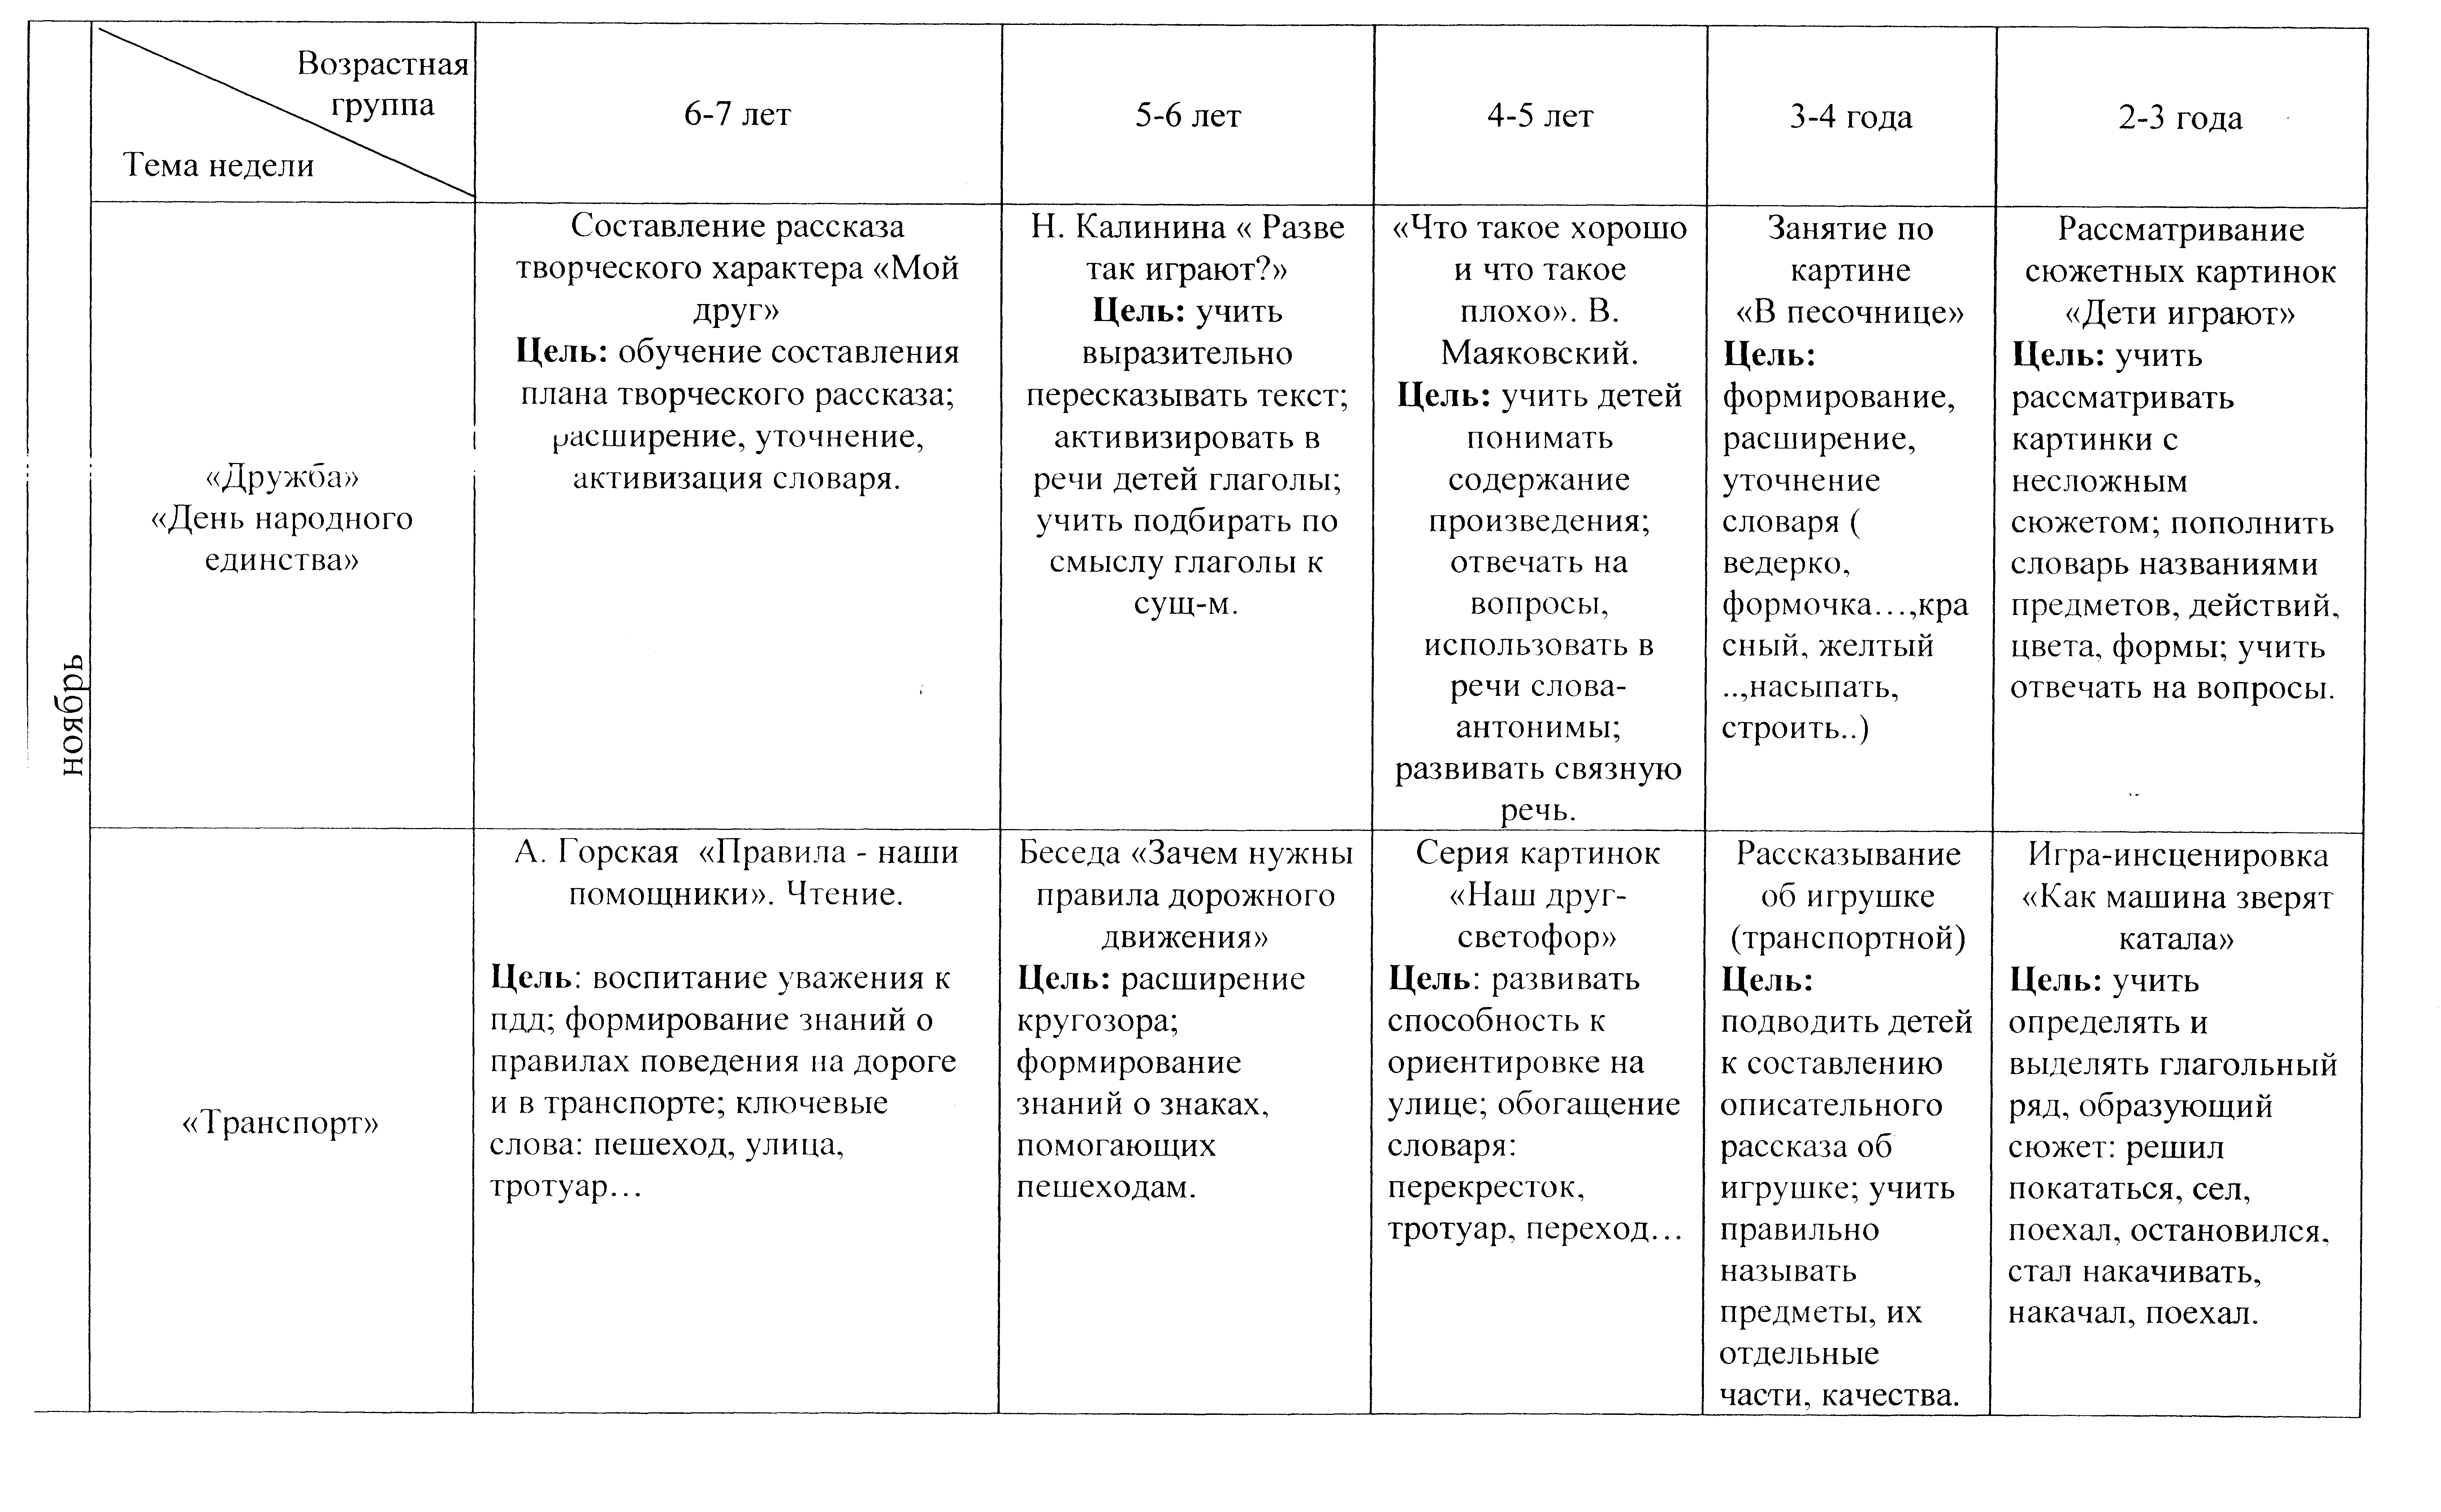 Возрастная
группа
Тема недели
6-7 лет
5-6 лет
4-5 лет
3-4 года
2-3 года
ноябрь
«Дружба»
«День народного
единства»
Составление рассказа
творческого характера «Мой
друг»
Цель: обучение составления
плана творческого рассказа;
расширение, уточнение,
активизация словаря.
Н. Калинина « Разве
так играют?»
Цель: учить
выразительно
пересказывать текст;
активизировать в
речи детей глаголы;
учить подбирать по
смыслу глаголы к
сущ-м.
«Что такое хорошо
и что такое
плохо». В.
Маяковский.
Цель: учить детей
понимать
содержание
произведения;
отвечать на
вопросы,
использовать в
речи слова-
антонимы;
развивать связную
речь.
Занятие по
картине
«В песочнице»
Цель:
формирование,
расширение,
уточнение
словаря (
ведерко,
формочка…,кра
сный, желтый
..,насыпать,
строить..)
Рассматривание
сюжетных картинок
«Дети играют»
Цель: учить
рассматривать
картинки с
несложным
сюжетом; пополнить
словарь названиями
предметов, действий,
цвета, формы; учить
отвечать на вопросы.
«Транспорт»
А. Горская «Правила - наши
помощники». Чтение.
Цель: воспитание уважения к
пдд; формирование знаний о
правилах поведения на дороге
и в транспорте; ключевые
слова: пешеход, улица,
тротуар…
Беседа «Зачем нужны
правила дорожного
движения»
Цель: расширение
кругозора;
формирование
знаний о знаках,
помогающих
пешеходам.
Серия картинок
«Наш друг-
светофор»
Цель: развивать
способность к
ориентировке на
улице; обогащение
словаря:
перекресток,
тротуар, переход…
Рассказывание
об игрушке
(транспортной)
Цель:
подводить детей
к составлению
описательного
рассказа об
игрушке; учить
правильно
называть
предметы, их
отдельные
части, качества.
Игра-инсценировка
«Как машина зверят
катала»
Цель: учить
определять и
выделять глагольный
ряд, образующий
сюжет: решил
покататься, сел,
поехал, остановился,
стал накачивать,
накачал, поехал.